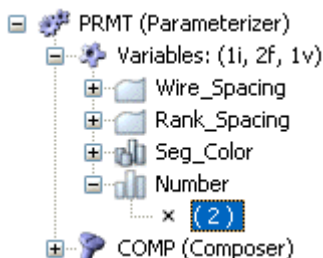 PRMT (Parameterizer)
Variables: (1i, 2f, 1v)
Wire_Spacing
Rank_Spacing
Seg_Color
Number
× (2)
COMP (Composer)